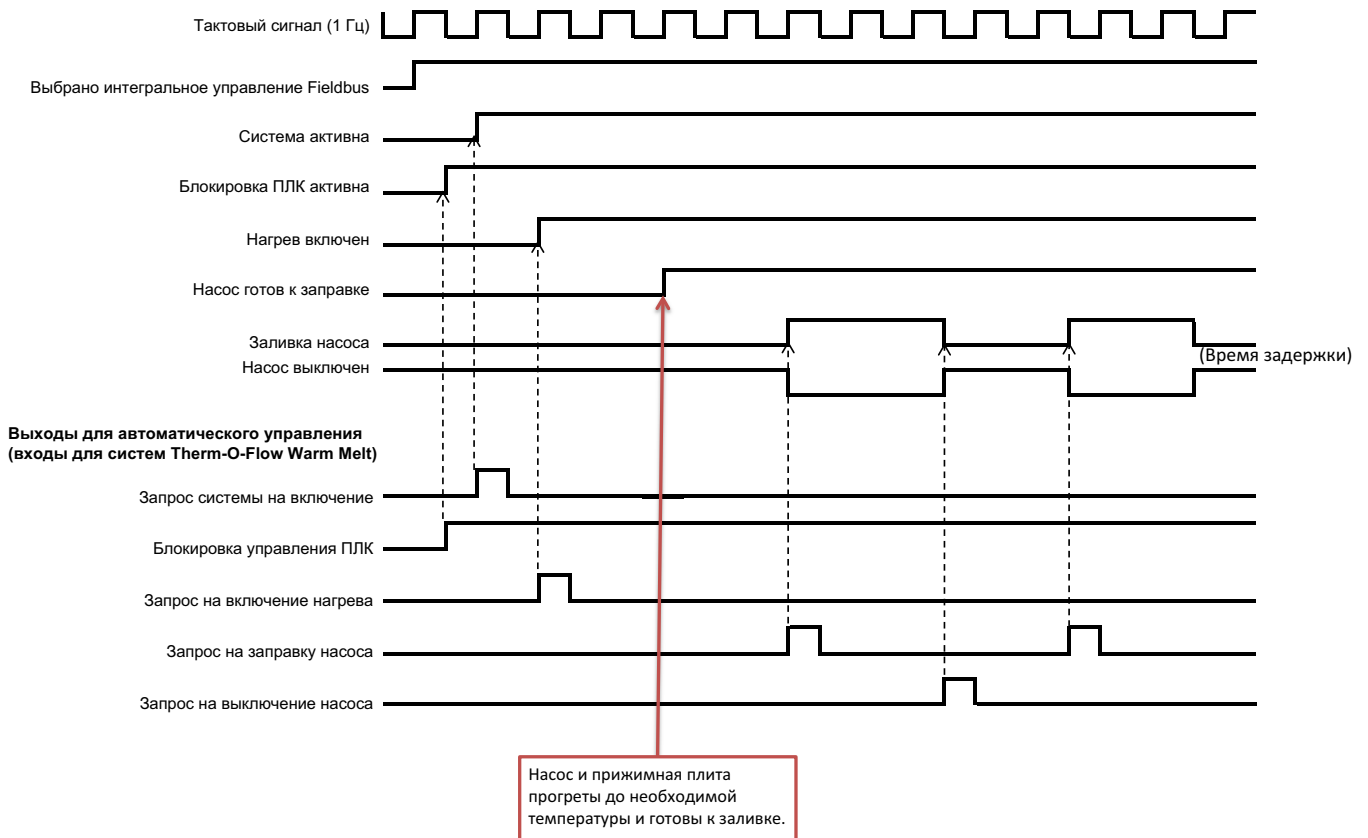 Тактовый сигнал (1 Гц)
Выбрано интегральное управление Fieldbus
Система активна
Блокировка ПЛК активна
Нагрев включен
Насос готов к заправке
Заливка насоса
(Время задержки)
Насос выключен
Выходы для автоматического управления
(входы для систем Therm-O-Flow Warm Melt)
Запрос системы на включение
Блокировка управления ПЛК
Запрос на включение нагрева
Запрос на заправку насоса
Запрос на выключение насоса
Насос и прижимная плита
прогреты до необходимой
температуры и готовы к заливке.